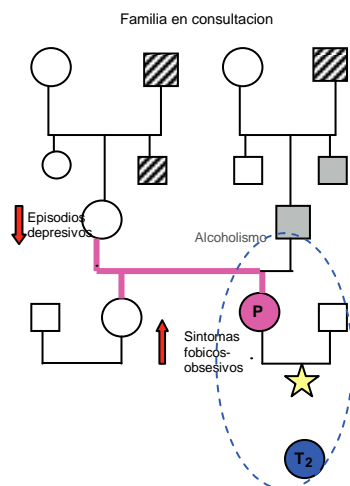 Familia en consultacion
Episodios
depresivos
Alcoholismo
P
Sintomas
fobicos-
obsesivos
T2